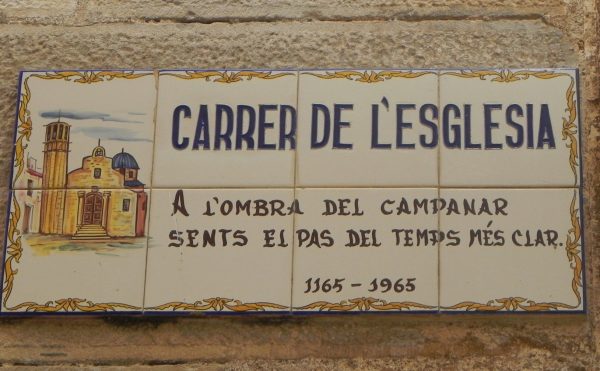 CARRER DE L'ESGLESIA
A L'OMBRA DEL CAMPANAR
SENTS EL PAS DEL TEMPS MÉS CLAR.
1165-1965